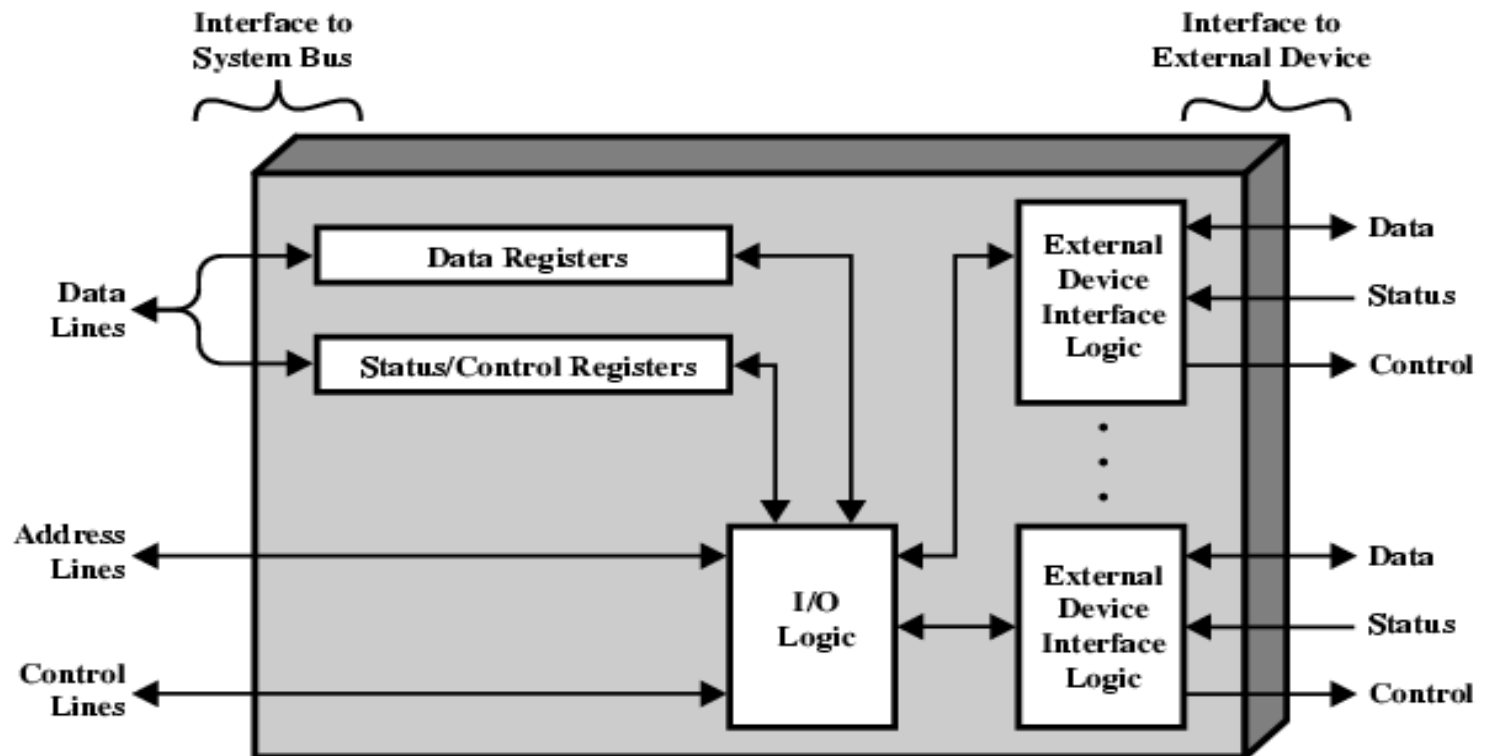 Interface to
System Bus
Interface to
External Device
Data Registers
Data
Lines
Status/Control Registers
External
Device
Interface
Logic
Data
Status
Control
Address
Lines
Control
Lines
I/O
Logic
External
Device
Interface
Logic
Data
Status
Control